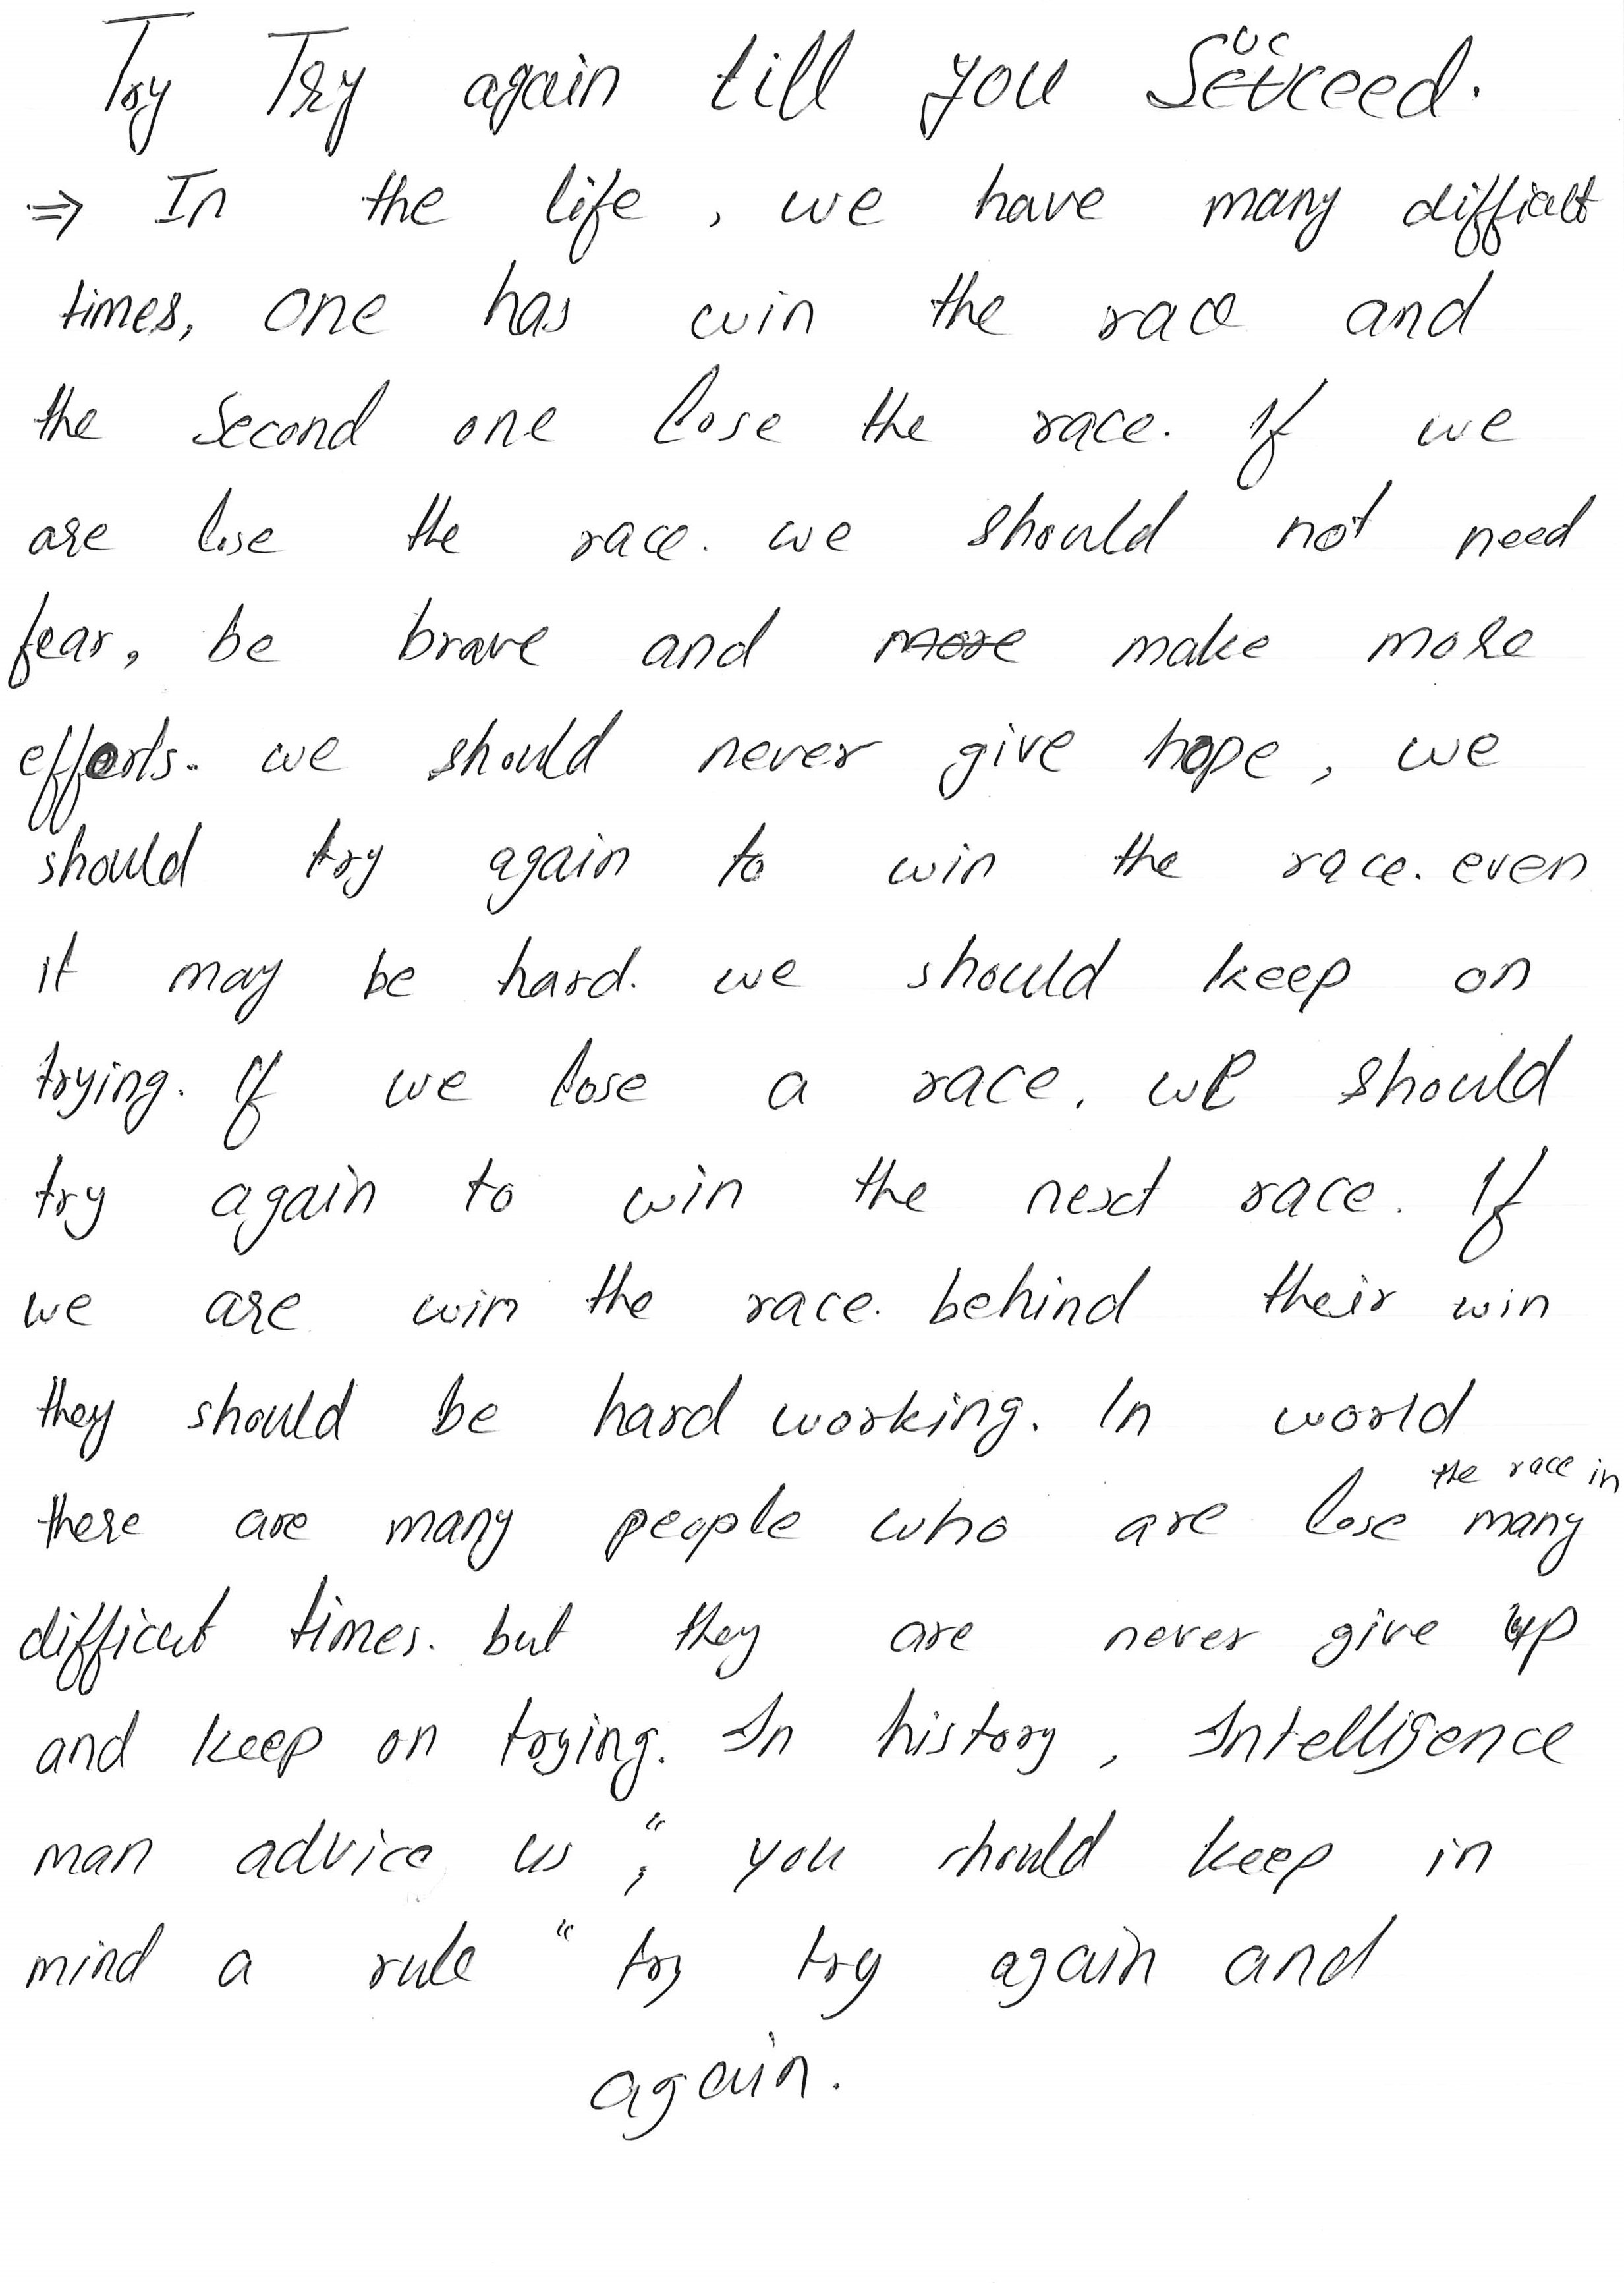 Try Try again till you Succeed.
⇒ In the life, we have many difficult
times, one has win the race and
the Second one lose the race. If we
are lose the race. we should not need
fear, be brave and more make more
efforts. we should never give hope, we
should try again to win the race. even
it may be hard. we should keep on
trying. If we lose a race, we should
try again to win the next race. If
we are win the race. behind their win
they should be hard working. In world
there are many people who are lose the race in many
difficut times. but they are never give up
and keep on trying. In history, Intelligence
man advice us ", you should keep in
mind a rule " try try again and
again.